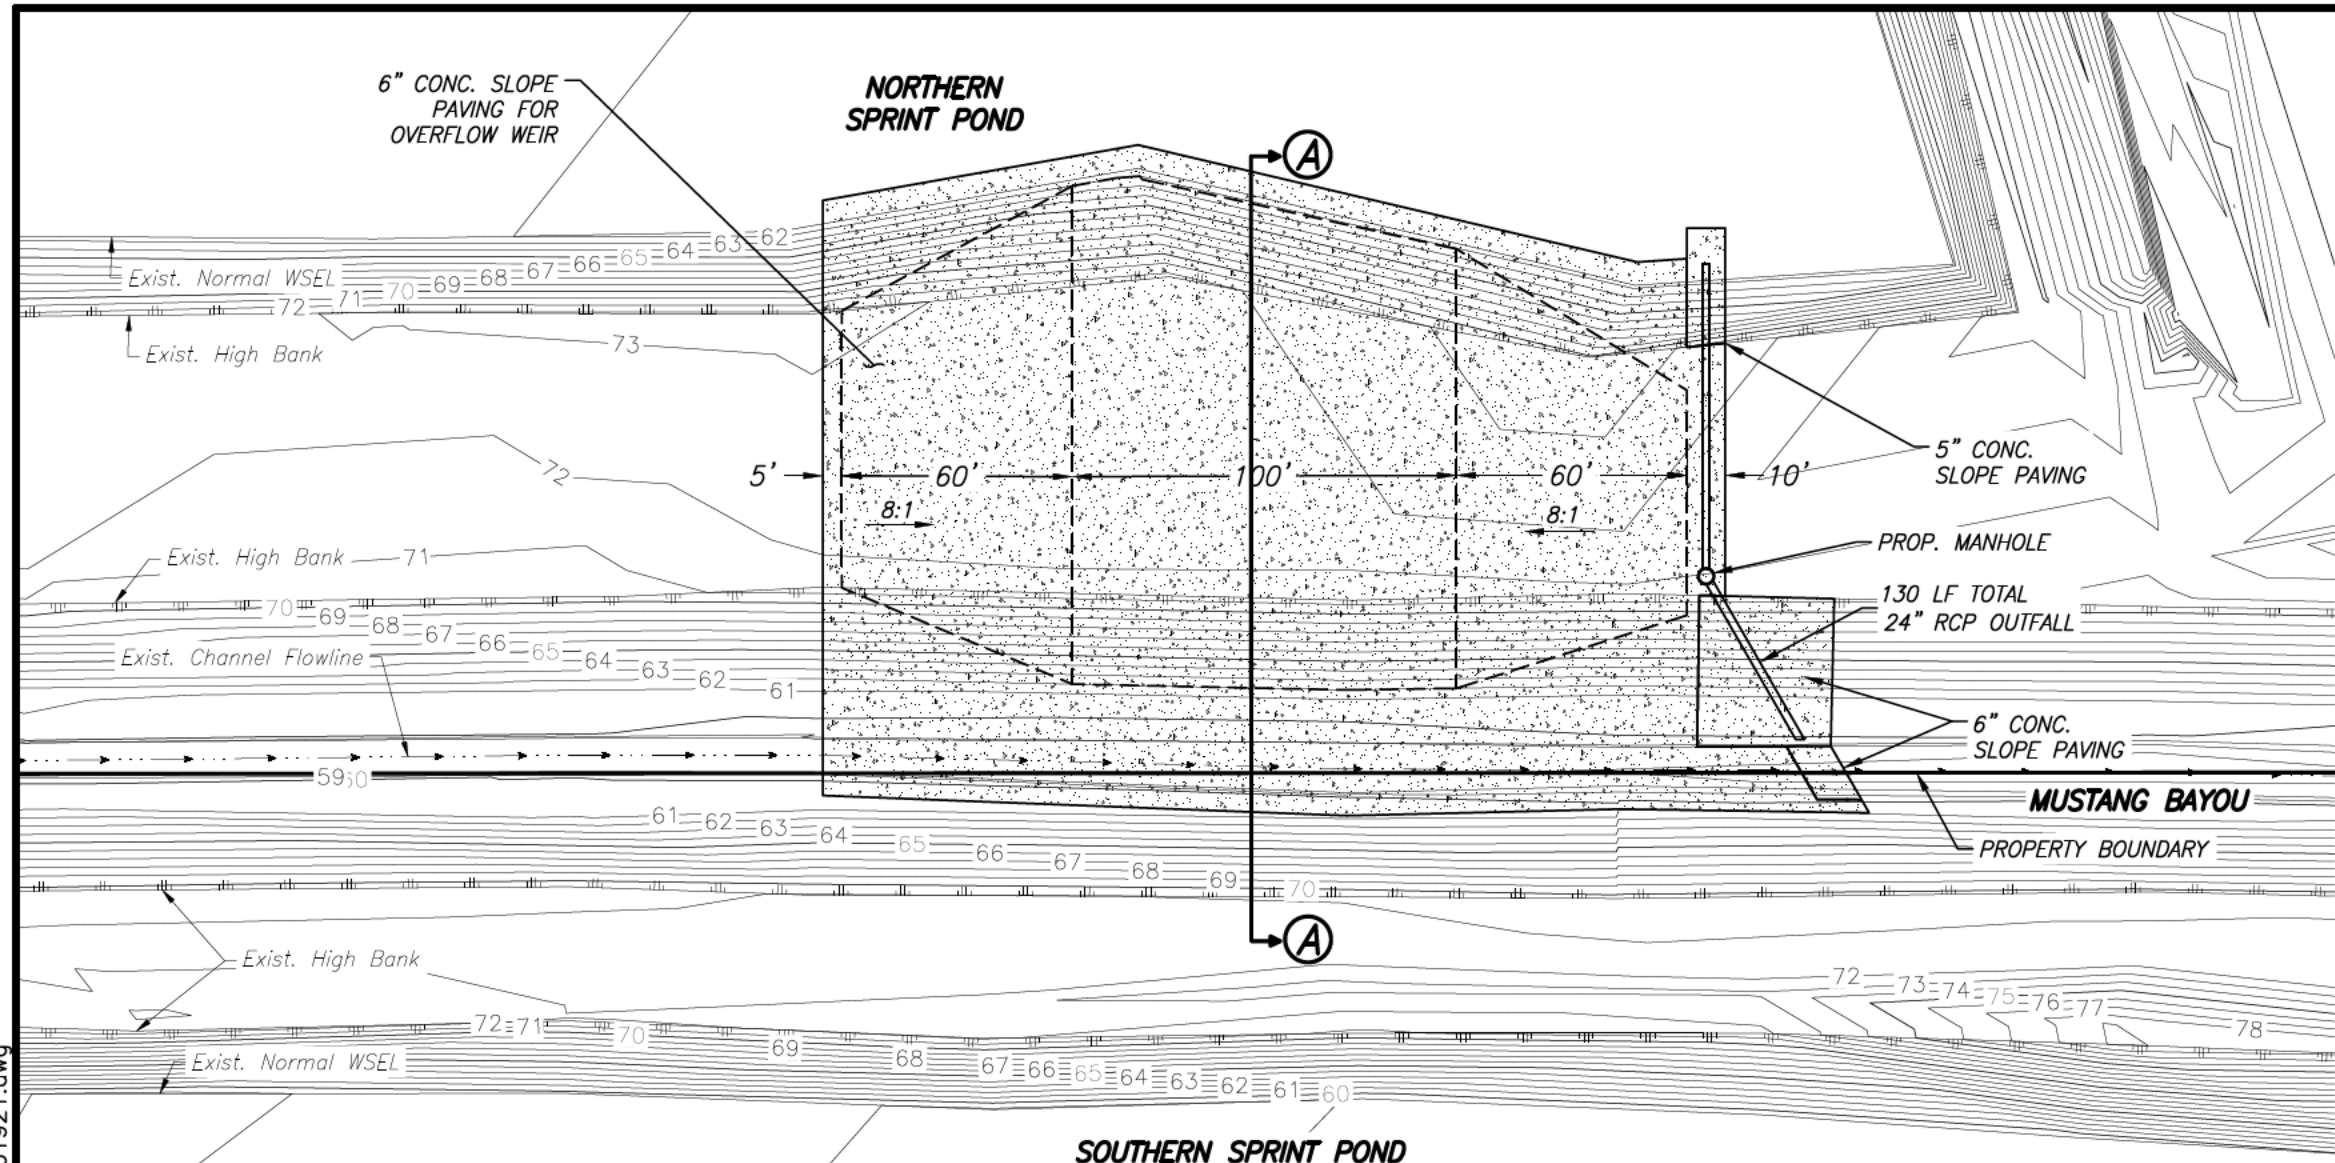 6" CONC. SLOPE
PAVING FOR
OVERFLOW WEIR
NORTHERN
SPRINT POND
A
62
63
64
65
66
67
68
69
70
71
72
Exist. Normal WSEL
Exist. High Bank
73
72
5'
60'
100'
60'
10'
8:1
8:1
5" CONC.
SLOPE PAVING
PROP. MANHOLE
130 LF TOTAL
24" RCP OUTFALL
6" CONC.
SLOPE PAVING
Exist. High Bank
71
70
69
68
67
66
65
64
63
62
61
Exist. Channel Flowline
59
MUSTANG BAYOU
PROPERTY BOUNDARY
61
62
63
64
65
66
67
68
69
70
A
Exist. High Bank
72
73
74
75
76
77
78
72
71
70
69
68
67
66
65
64
63
62
61
60
Exist. Normal WSEL
SOUTHERN SPRINT POND